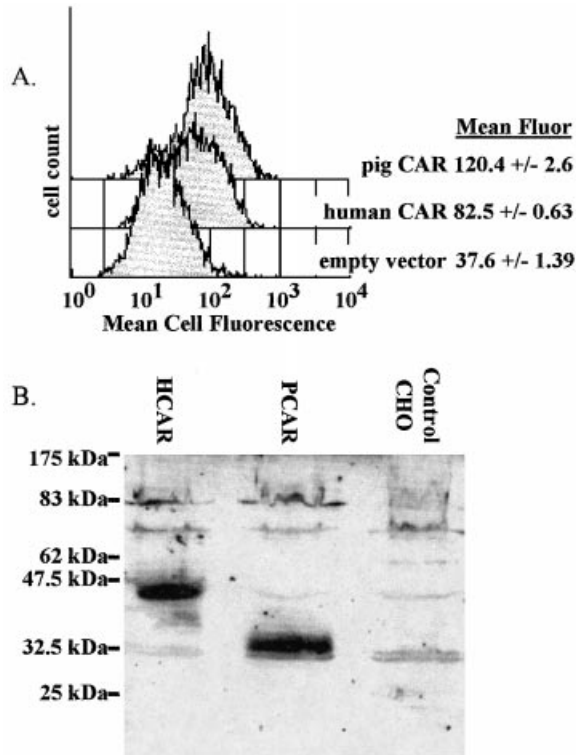 A.
cell count
Mean Fluor
pig CAR 120.4 +/- 2.6
human CAR 82.5 +/- 0.63
empty vector 37.6 +/- 1.39
10^0 10^1 10^2 10^3 10^4
Mean Cell Fluorescence
B.
HCAR
PCAR
Control
CHO
175 kDa
83 kDa
62 kDa
47.5 kDa
32.5 kDa
25 kDa